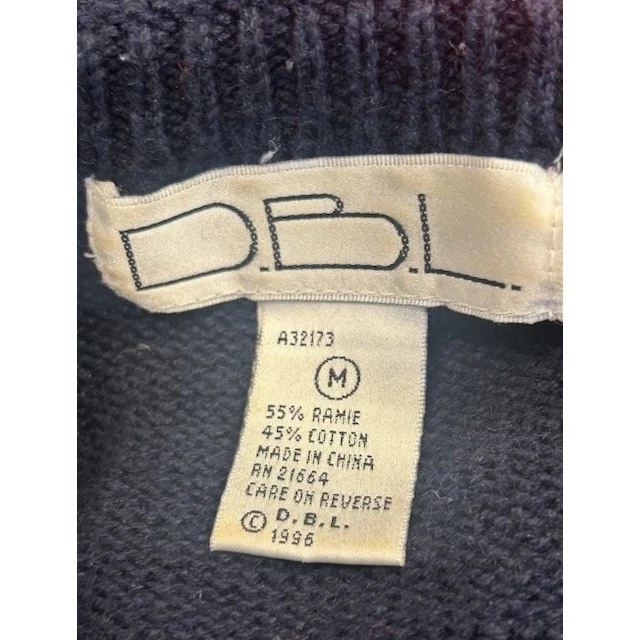 D.B.L.
A32173
M
55% RAMIE
45% COTTON
MADE IN CHINA
RN 21664
CARE ON REVERSE
© D.B.L.
1996